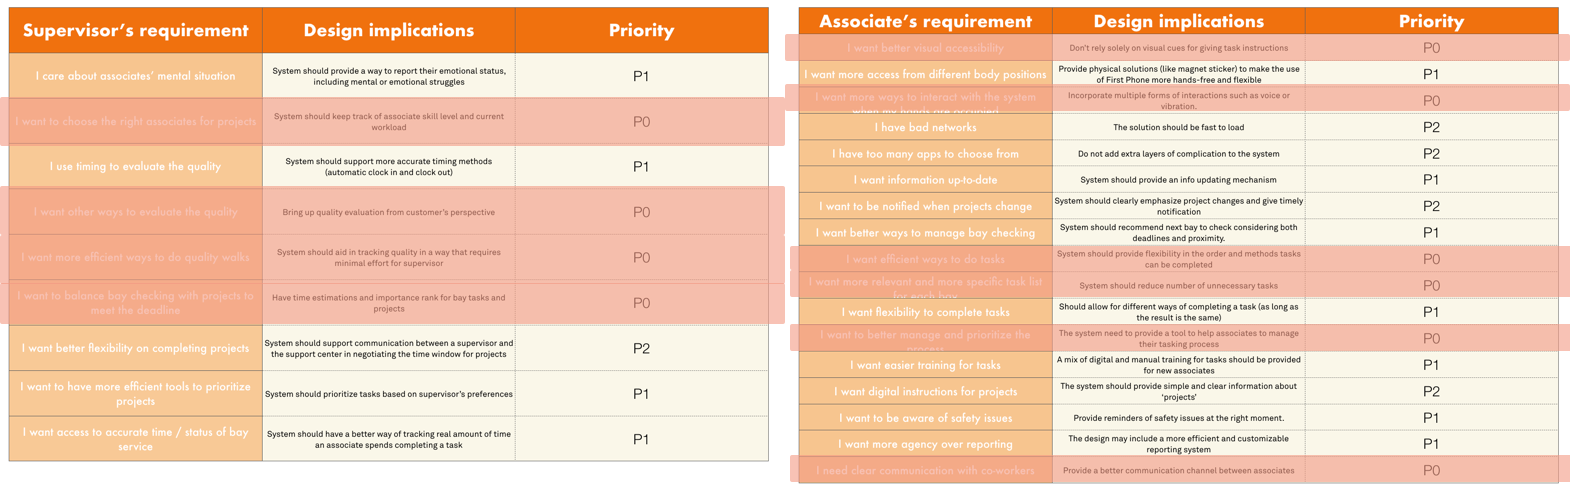 Supervisor's requirement Design implications Priority
I care about associates' mental situation
System should provide a way to report their emotional status,
including mental or emotional struggles
P1
I want to choose the right associates for projects
System should keep track of associate skill level and current
workload
P0
I use timing to evaluate the quality
System should support more accurate timing methods
(automatic clock in and clock out)
P1
I want other ways to evaluate the quality
Bring up quality evaluation from customer's perspective
P0
I want more efficient ways to do quality walks
System should aid in tracking quality in a way that requires
minimal effort for supervisor
P0
I want to balance bay checking with projects to
meet the deadline
Have time estimations and importance rank for bay tasks and
projects
P0
I want better flexibility on completing projects
System should support communication between a supervisor and
the support center in negotiating the time window for projects
P2
I want to have more efficient tools to prioritize
projects
System should prioritize tasks based on supervisor's preferences
P1
I want access to accurate time / status of bay
service
System should have a better way of tracking real amount of time
an associate spends completing a task
P1
Associate's requirement Design implications Priority
I want better visual accessibility
Don't rely solely on visual cues for giving task instructions
P0
I want more access from different body positions
Provide physical solutions (like magnet sticker) to make the use
of First Phone more hands-free and flexible
P1
I want more ways to interact with the system
when my hands are occupied
Incorporate multiple forms of interactions such as voice or
vibration.
P0
I have bad networks
The solution should be fast to load
P2
I have too many apps to choose from
Do not add extra layers of complication to the system
P2
I want information up-to-date
System should provide an info updating mechanism
P1
I want to be notified when projects change
System should clearly emphasize project changes and give timely
notification
P2
I want better ways to manage bay checking
System should recommend next bay to check considering both
deadlines and proximity.
P1
I want efficient ways to do tasks
System should provide flexibility in the order and methods tasks
can be completed
P0
I want more relevant and more specific task list
for each bay
System should reduce number of unnecessary tasks
P0
I want flexibility to complete tasks
Should allow for different ways of completing a task (as long as
the result is the same)
P1
I want to better manage and prioritize the
process
The system need to provide a tool to help associates to manage
their tasking process
P0
I want easier training for tasks
A mix of digital and manual training for tasks should be provided
for new associates
P1
I want digital instructions for projects
The system should provide simple and clear information about
'projects'
P2
I want to be aware of safety issues
Provide reminders of safety issues at the right moment.
P1
I want more agency over reporting
The design may include a more efficient and customizable
reporting system
P1
I need clear communication with co-workers
Provide a better communication channel between associates
P0